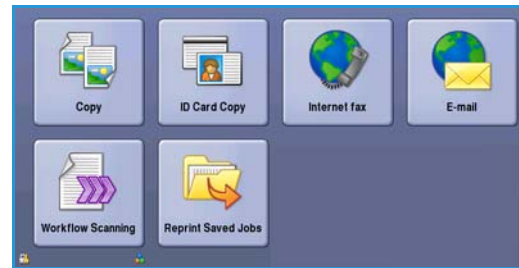 Copy
ID Card Copy
Internet fax
E-mail
Workflow Scanning
Reprint Saved Jobs